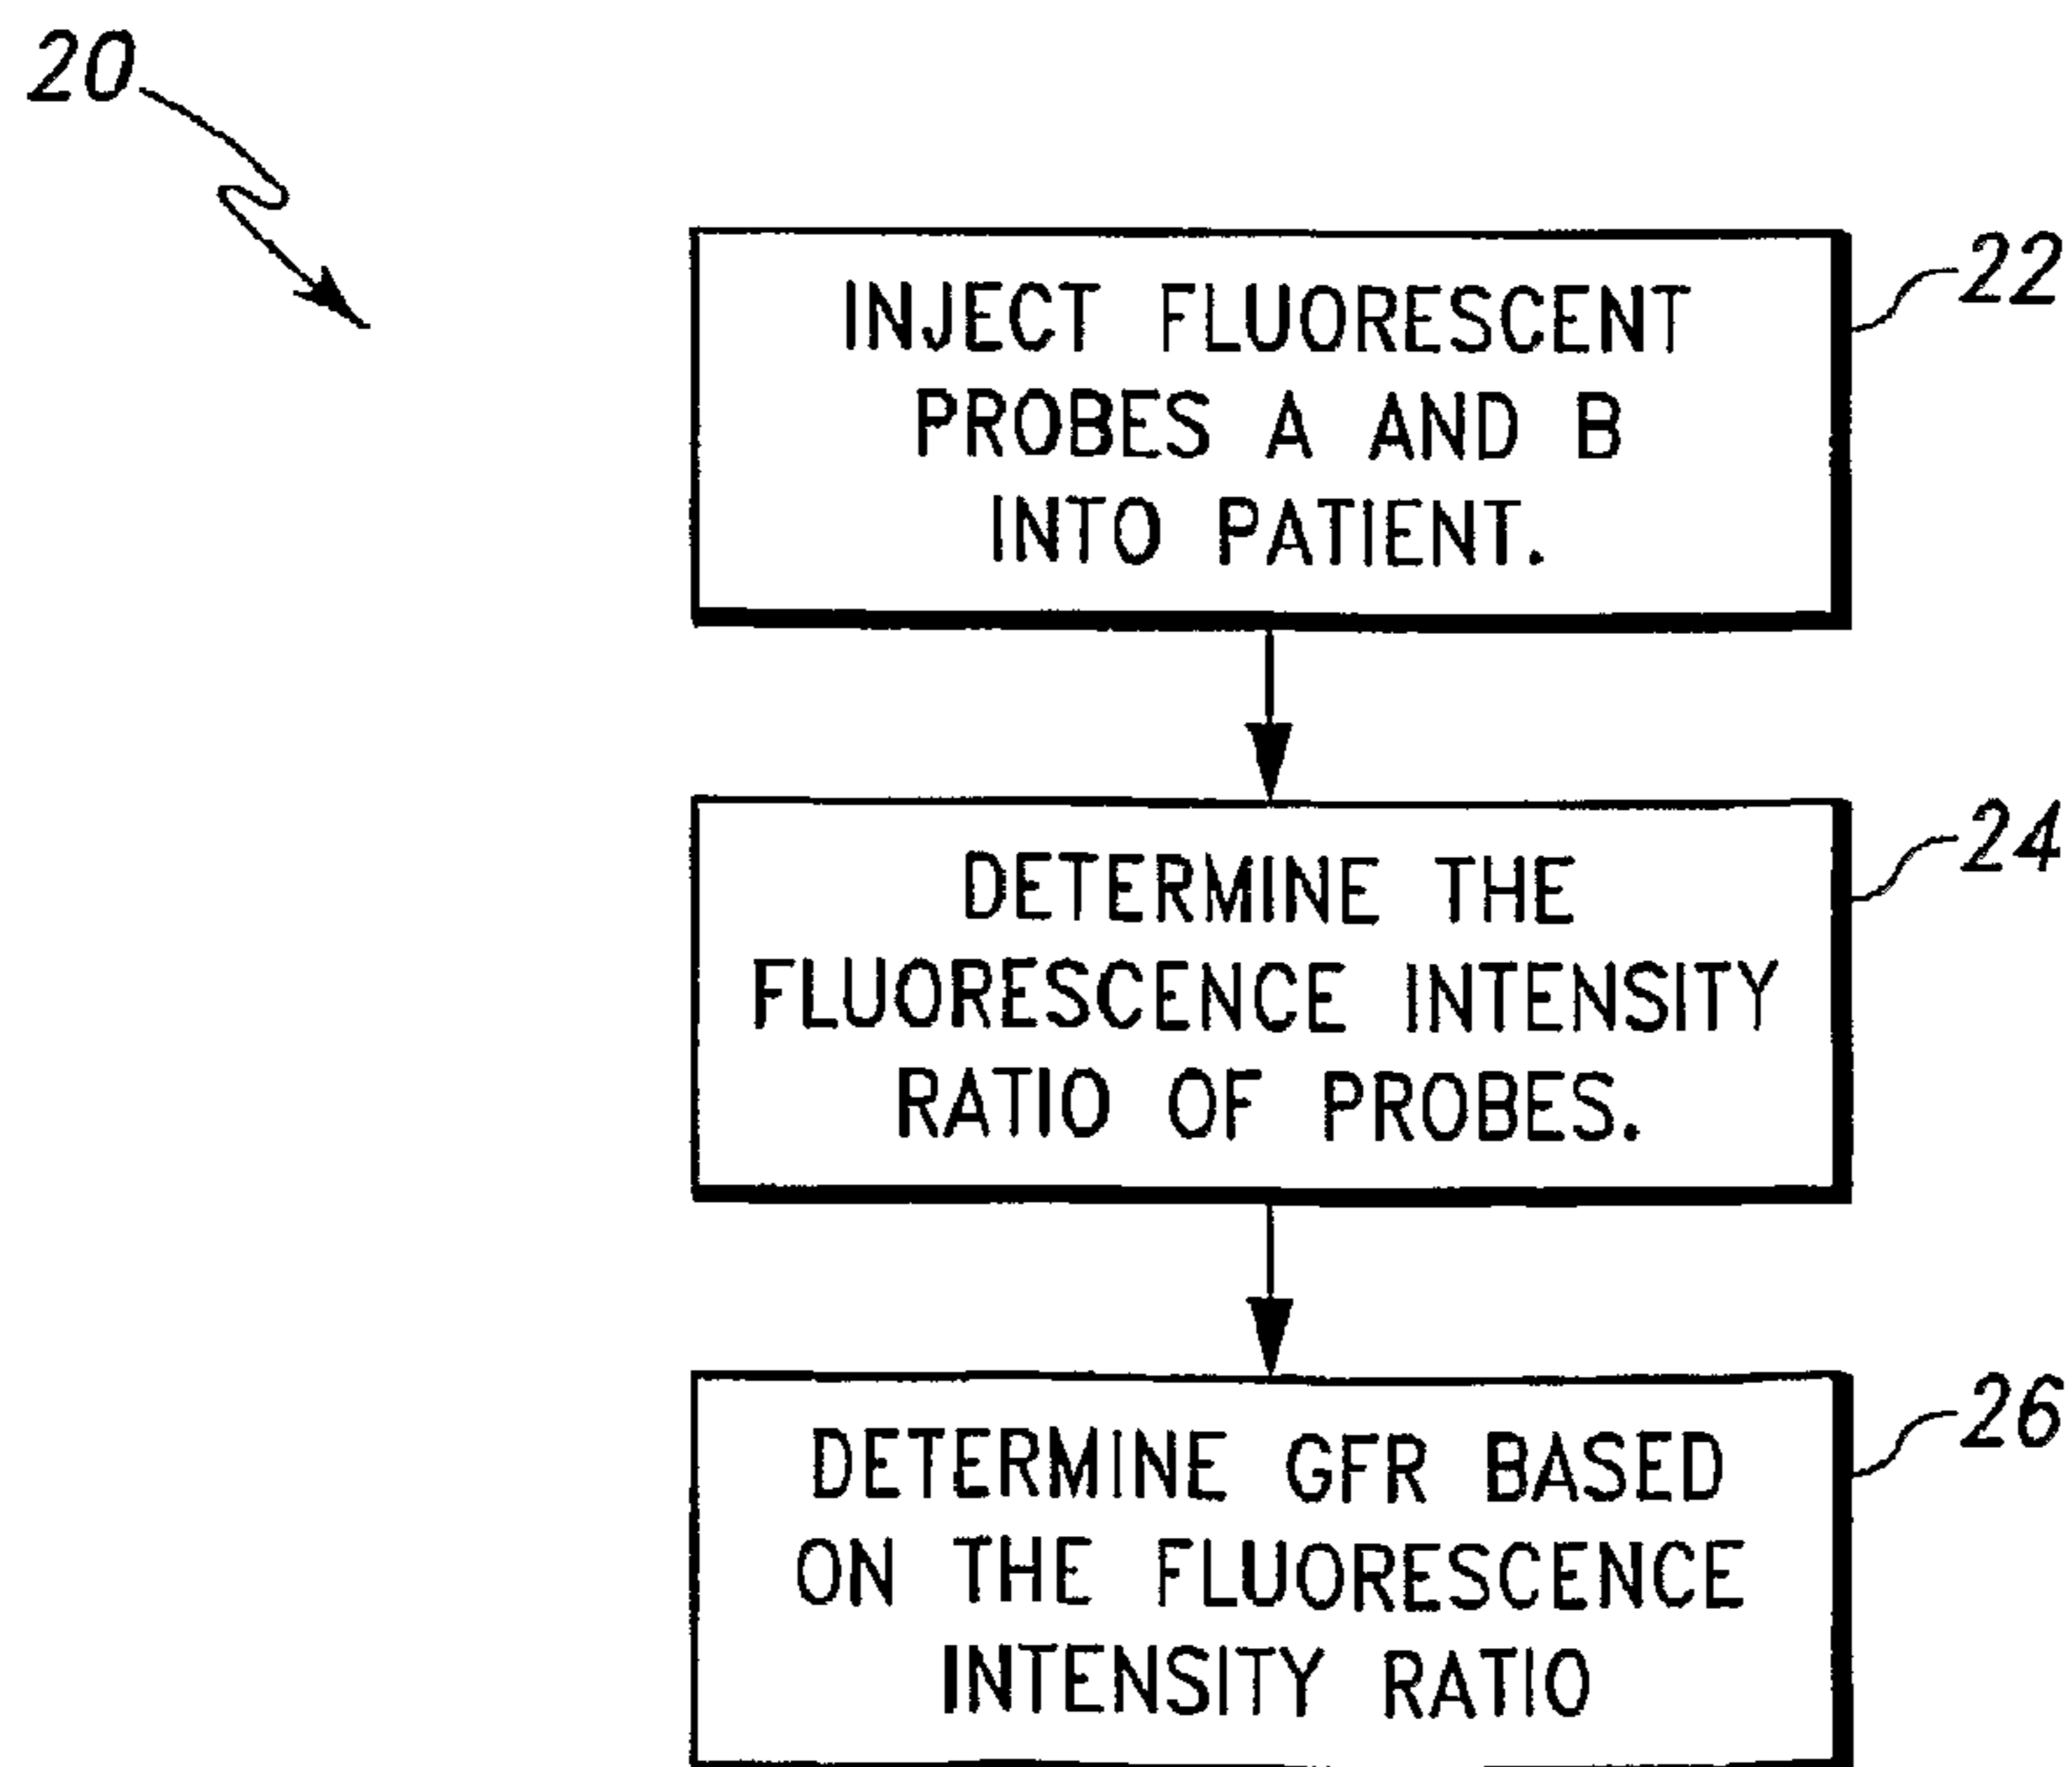 20
INJECT FLUORESCENT
PROBES A AND B
INTO PATIENT.
22
DETERMINE THE
FLUORESCENCE INTENSITY
RATIO OF PROBES.
24
DETERMINE GFR BASED
ON THE FLUORESCENCE
INTENSITY RATIO
26